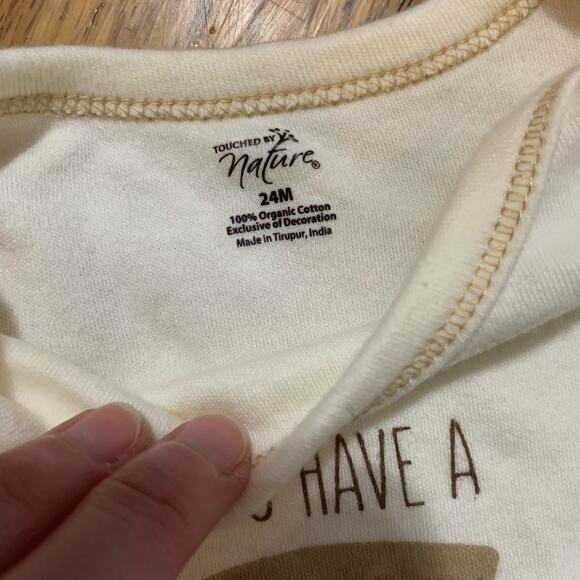 TOUCHED BY
nature®
24M
100% Organic Cotton
Exclusive of Decoration
Made in Tirupur, India
HAVE A